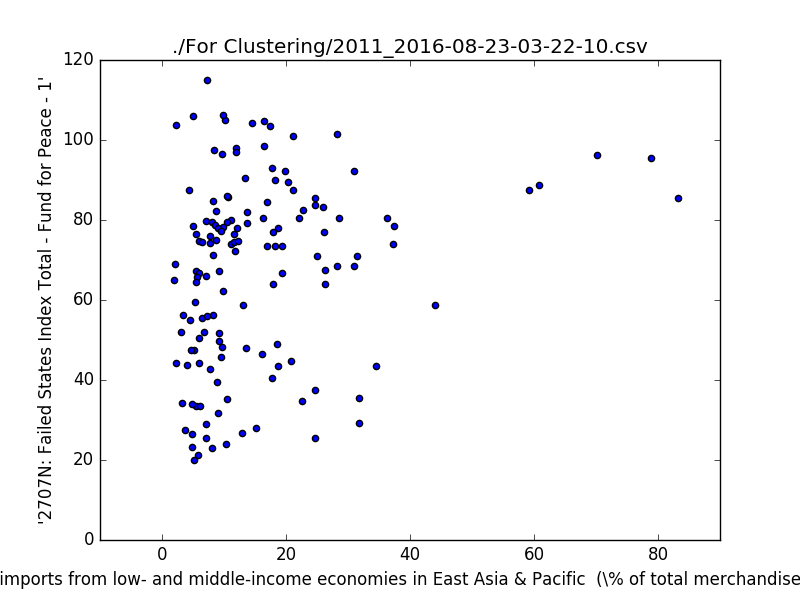 ./For Clustering/2011_2016-08-23-03-22-10.csv
120
100
80
60
40
20
0
'2707N: Failed States Index Total - Fund for Peace - 1'
0 20 40 60 80
imports from low- and middle-income economies in East Asia & Pacific (\% of total merchandise